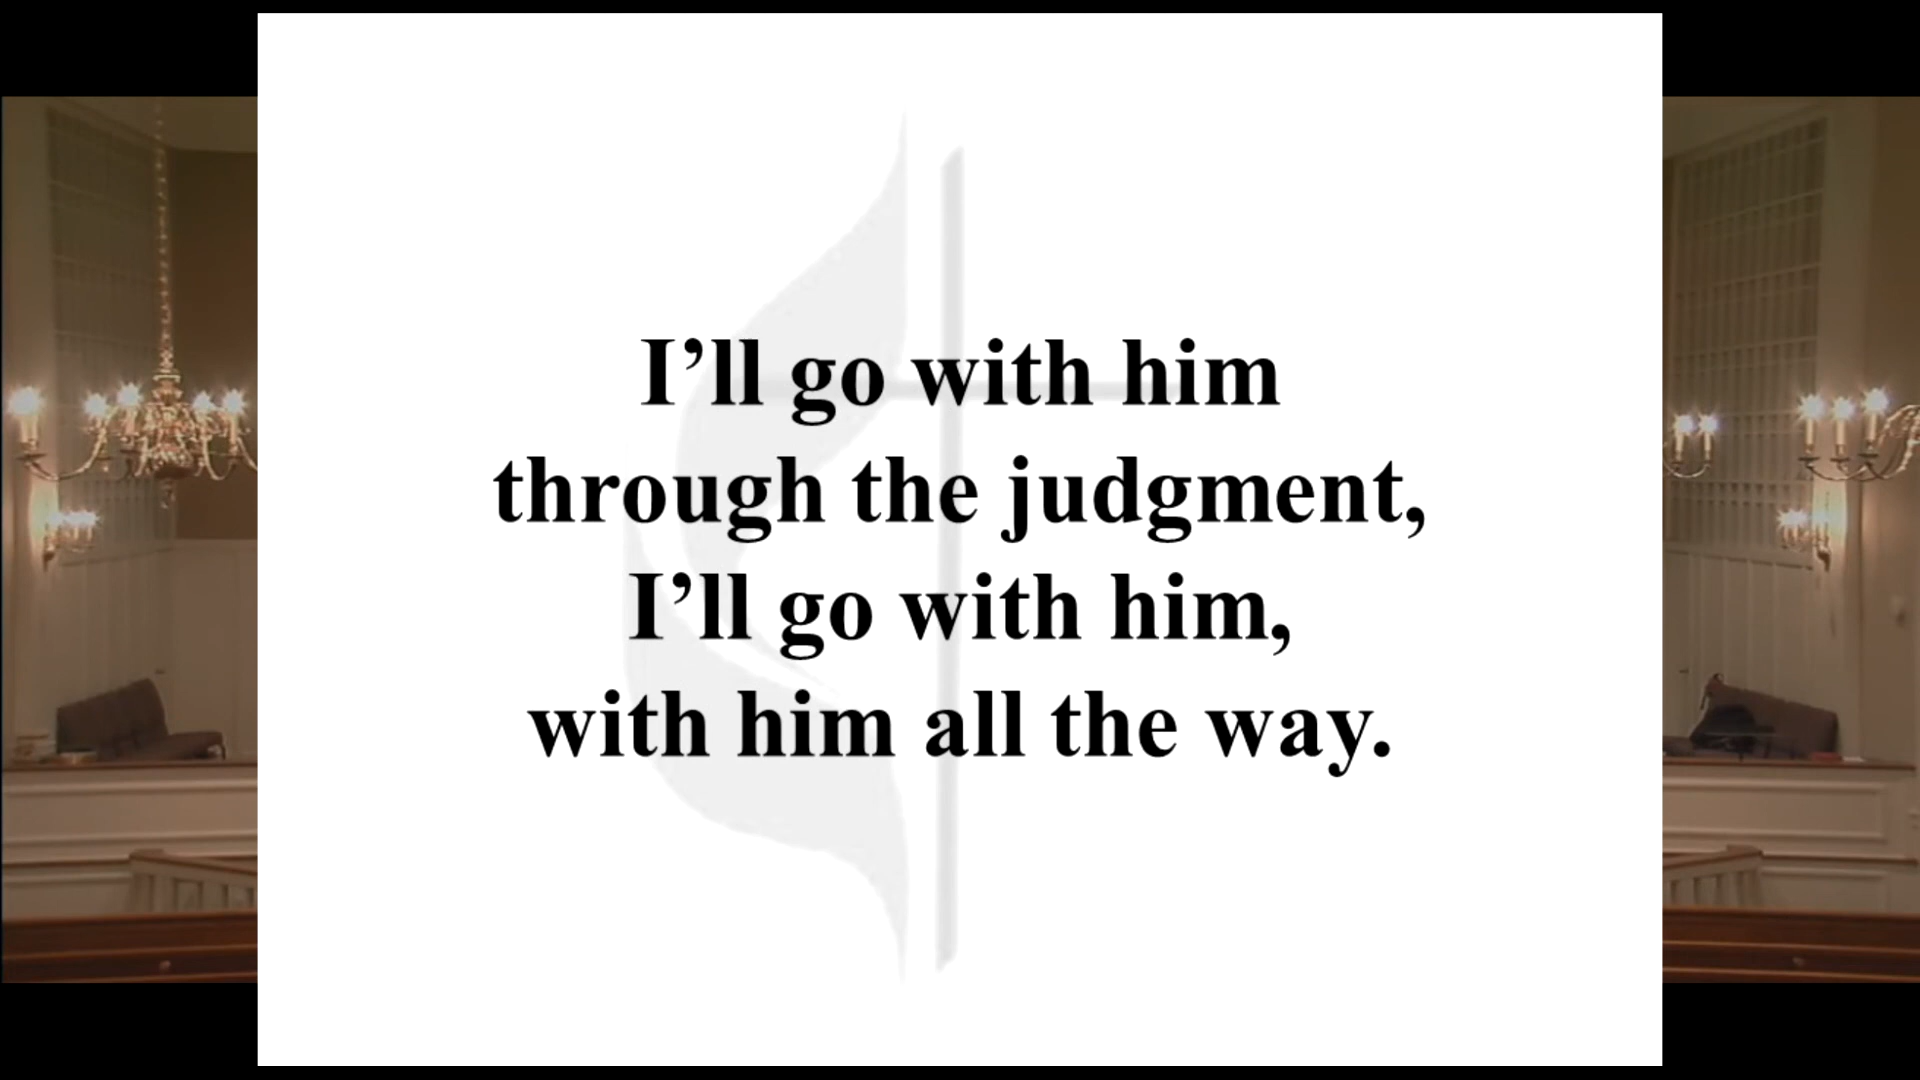 I’ll go with him
through the judgment,
I’ll go with him,
with him all the way.